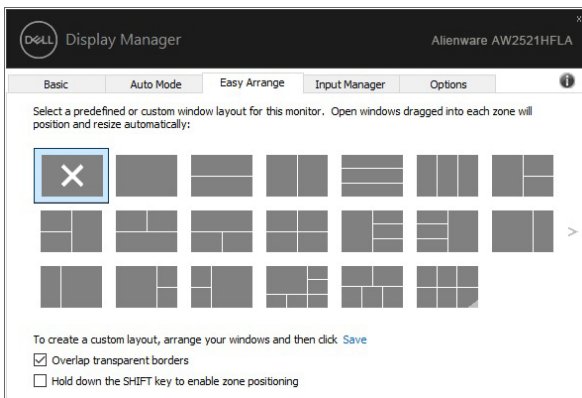 DELL Display Manager
Alienware AW2521HFLA
Basic Auto Mode Easy Arrange Input Manager Options
Select a predefined or custom window layout for this monitor. Open windows dragged into each zone will
position and resize automatically:
To create a custom layout, arrange your windows and then click Save
Overlap transparent borders
Hold down the SHIFT key to enable zone positioning